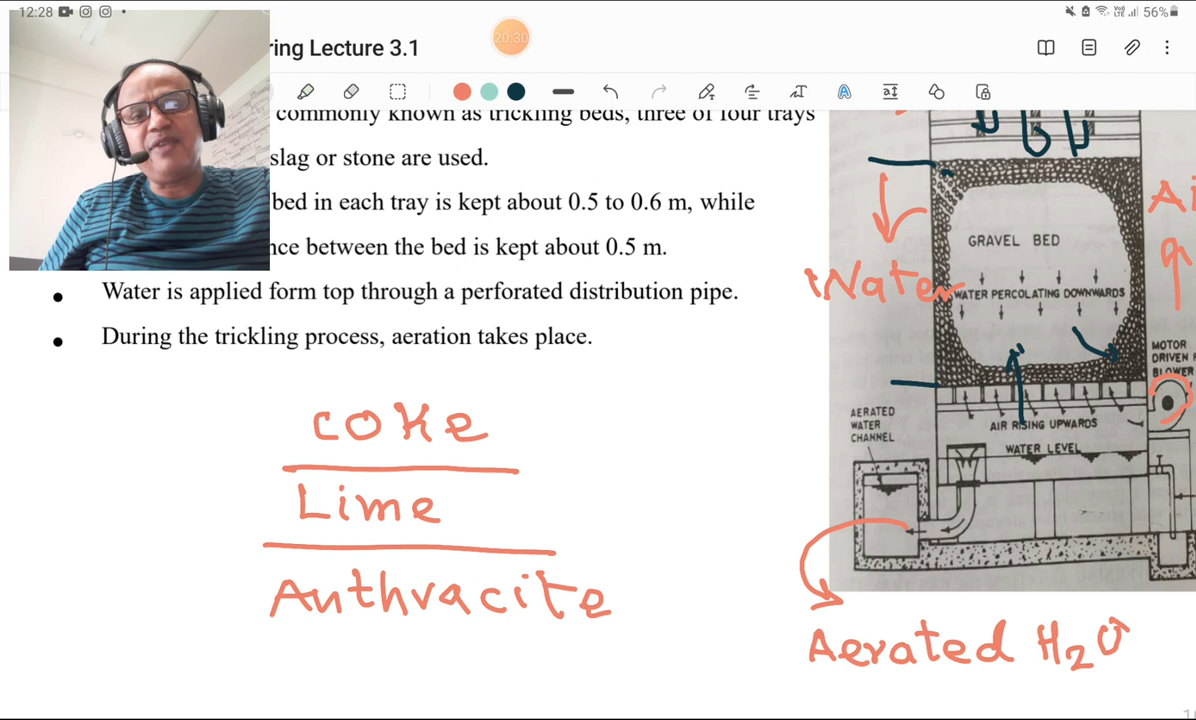 12:28
56%
ring Lecture 3.1
20:30
commonly known as trickling beds, three of four trays
slag or stone are used.
bed in each tray is kept about 0.5 to 0.6 m, while
nce between the bed is kept about 0.5 m.
• Water is applied form top through a perforated distribution pipe.
• During the trickling process, aeration takes place.
coke
Lime
Anthracite
Water
Ai
GRAVEL BED
WATER PERCOLATING DOWNWARDS
MOTOR
DRIVEN
BLOWER
AERATED
WATER
CHANNEL
AIR RISING UPWARDS
WATER LEVEL
Aerated H₂O